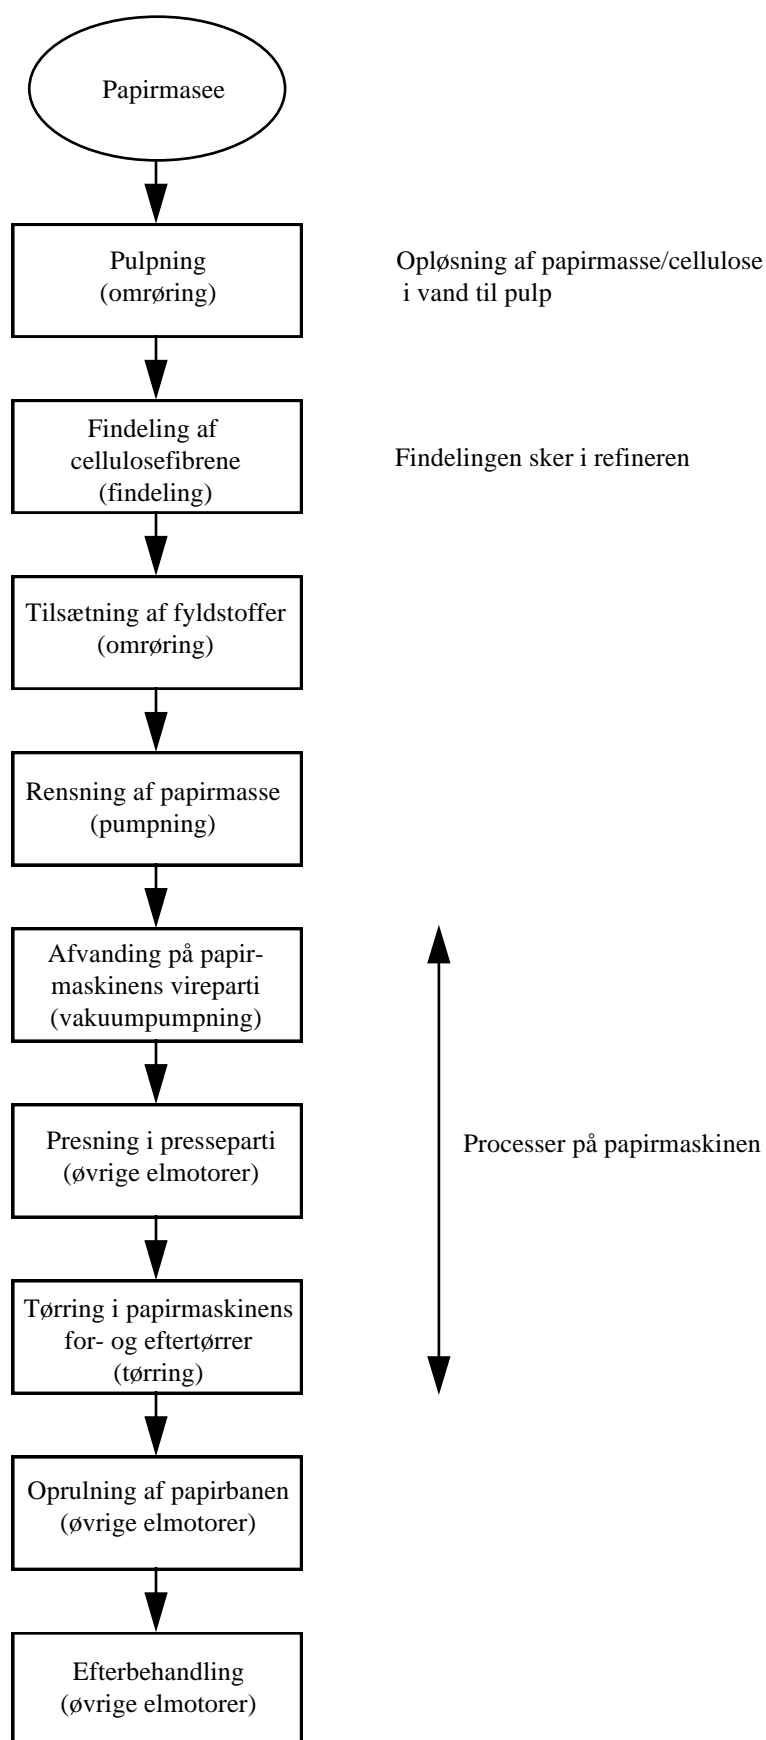 Papirmasee
Pulpning
(omrøring)
Opløsning af papirmasse/cellulose
i vand til pulp
Findeling af
cellulosefibrene
(findeling)
Findelingen sker i refineren
Tilsætning af fyldstoffer
(omrøring)
Rensning af papirmasse
(pumpning)
Afvanding på papir-
maskinens vireparti
(vakuumpumpning)
Presning i presseparti
(øvrige elmotorer)
Processer på papirmaskinen
Tørring i papirmaskinens
for- og eftertørrer
(tørring)
Oprulning af papirbanen
(øvrige elmotorer)
Efterbehandling
(øvrige elmotorer)